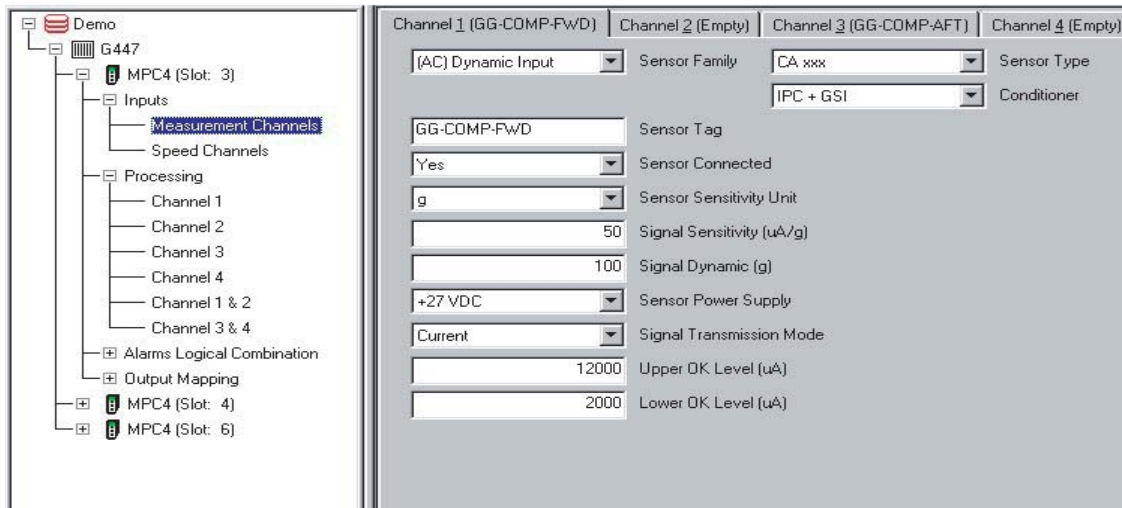 Demo
G447
MPC4 (Slot: 3)
Inputs
Measurement Channels
Speed Channels
Processing
Channel 1
Channel 2
Channel 3
Channel 4
Channel 1 & 2
Channel 3 & 4
Alarms Logical Combination
Output Mapping
MPC4 (Slot: 4)
MPC4 (Slot: 6)
Channel 1 (GG-COMP-FWD) Channel 2 (Empty) Channel 3 (GG-COMP-AFT) Channel 4 (Empty)
(AC) Dynamic Input Sensor Family CA xxx Sensor Type
IPC + GSI Conditioner
GG-COMP-FWD Sensor Tag
Yes Sensor Connected
g Sensor Sensitivity Unit
50 Signal Sensitivity (uA/g)
100 Signal Dynamic (g)
+27 VDC Sensor Power Supply
Current Signal Transmission Mode
12000 Upper OK Level (uA)
2000 Lower OK Level (uA)